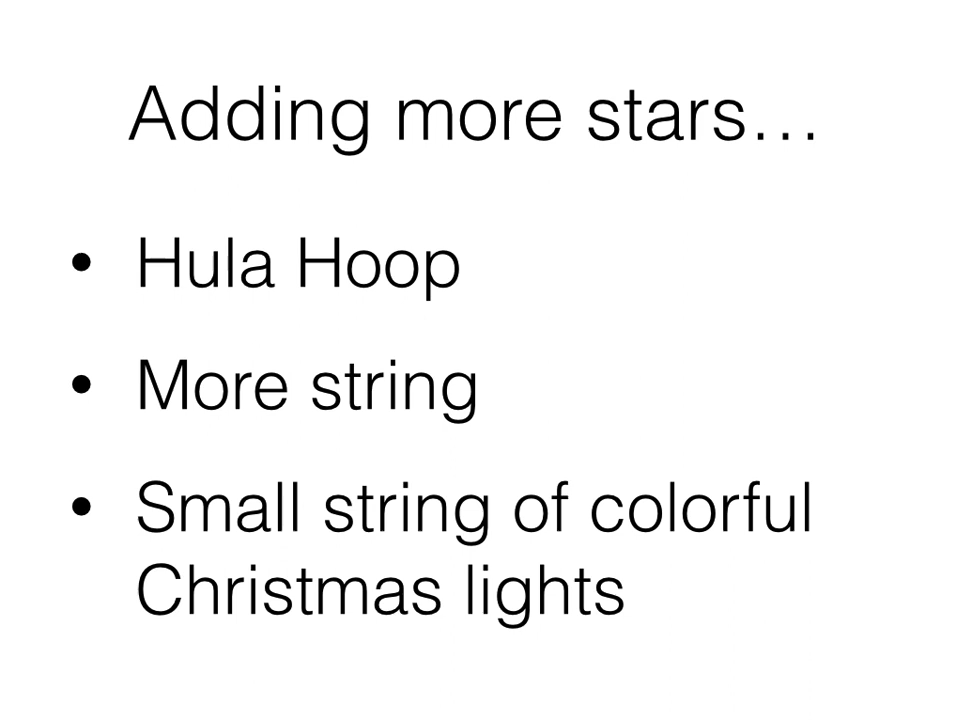 Adding more stars…
• Hula Hoop
• More string
• Small string of colorful
Christmas lights